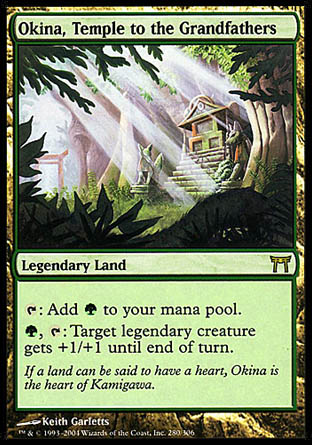 Okina, Temple to the Grandfathers
Legendary Land
: Add to your mana pool.
, : Target legendary creature
gets +1/+1 until end of turn.
If a land can be said to have a heart, Okina is
the heart of Kamigawa.
Keith Garletts
™ & © 1993–2004 Wizards of the Coast, Inc. 280/306